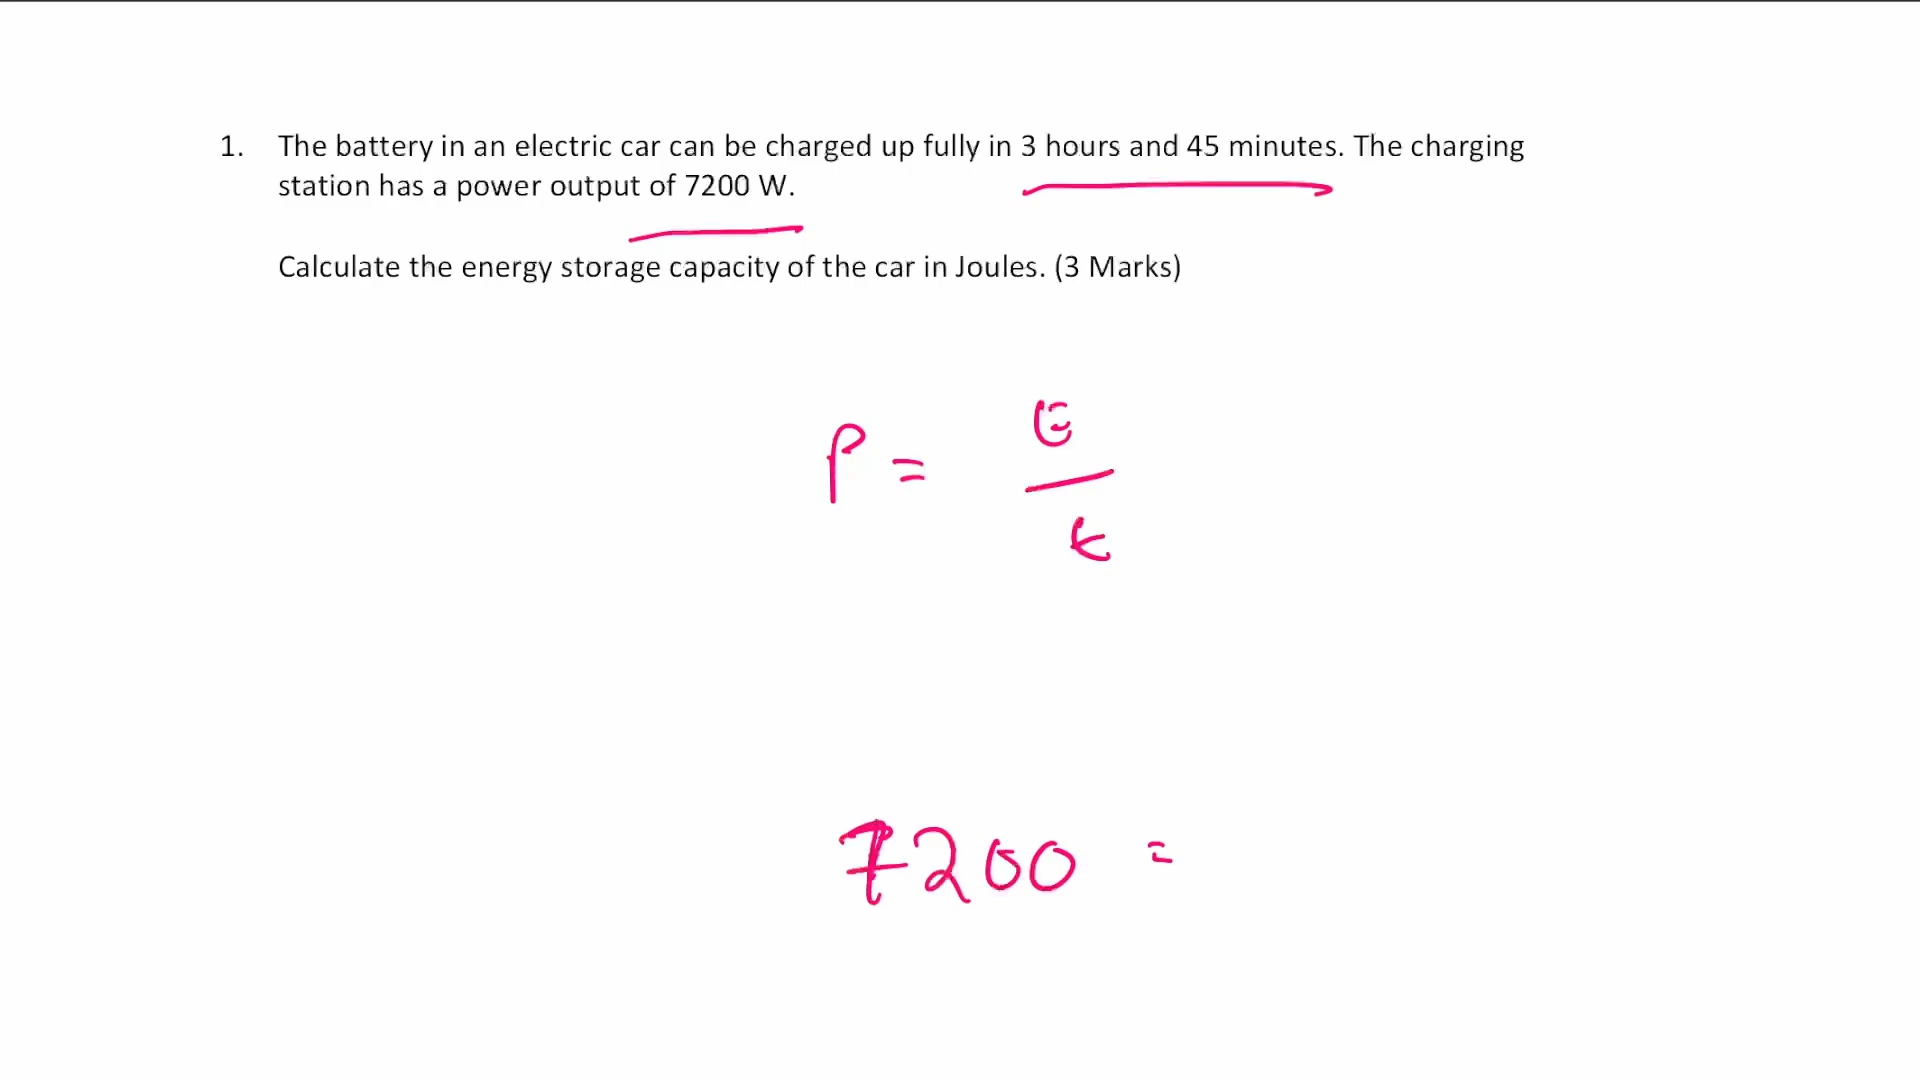 1. The battery in an electric car can be charged up fully in 3 hours and 45 minutes. The charging
station has a power output of 7200 W.
Calculate the energy storage capacity of the car in Joules. (3 Marks)
P = E
t
7200 =